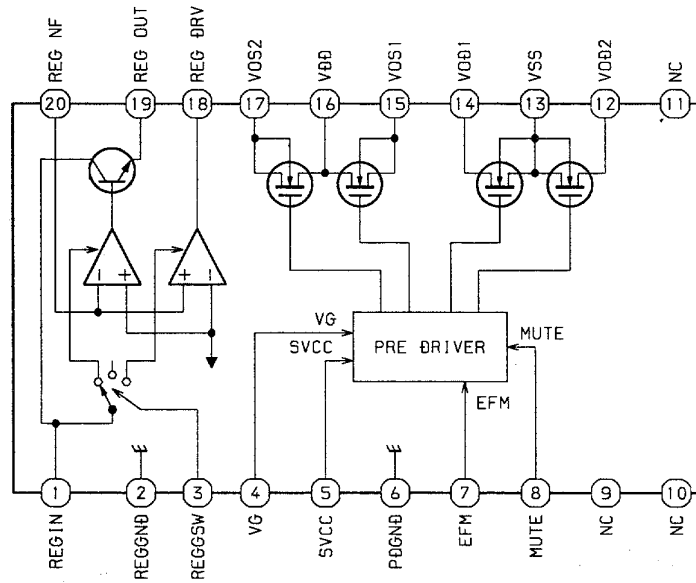 REG NF
REG OUT
REG DRV
VOS2
VDD
VOS1
VOD1
VSS
VOD2
NC
20
19
18
17
16
15
14
13
12
11
- +
+ -
VG
SVCC
PRE DRIVER
MUTE
EFM
1
2
3
4
5
6
7
8
9
10
REGIN
REGGND
REGGSW
VG
SVCC
PDGND
EFM
MUTE
NC
NC